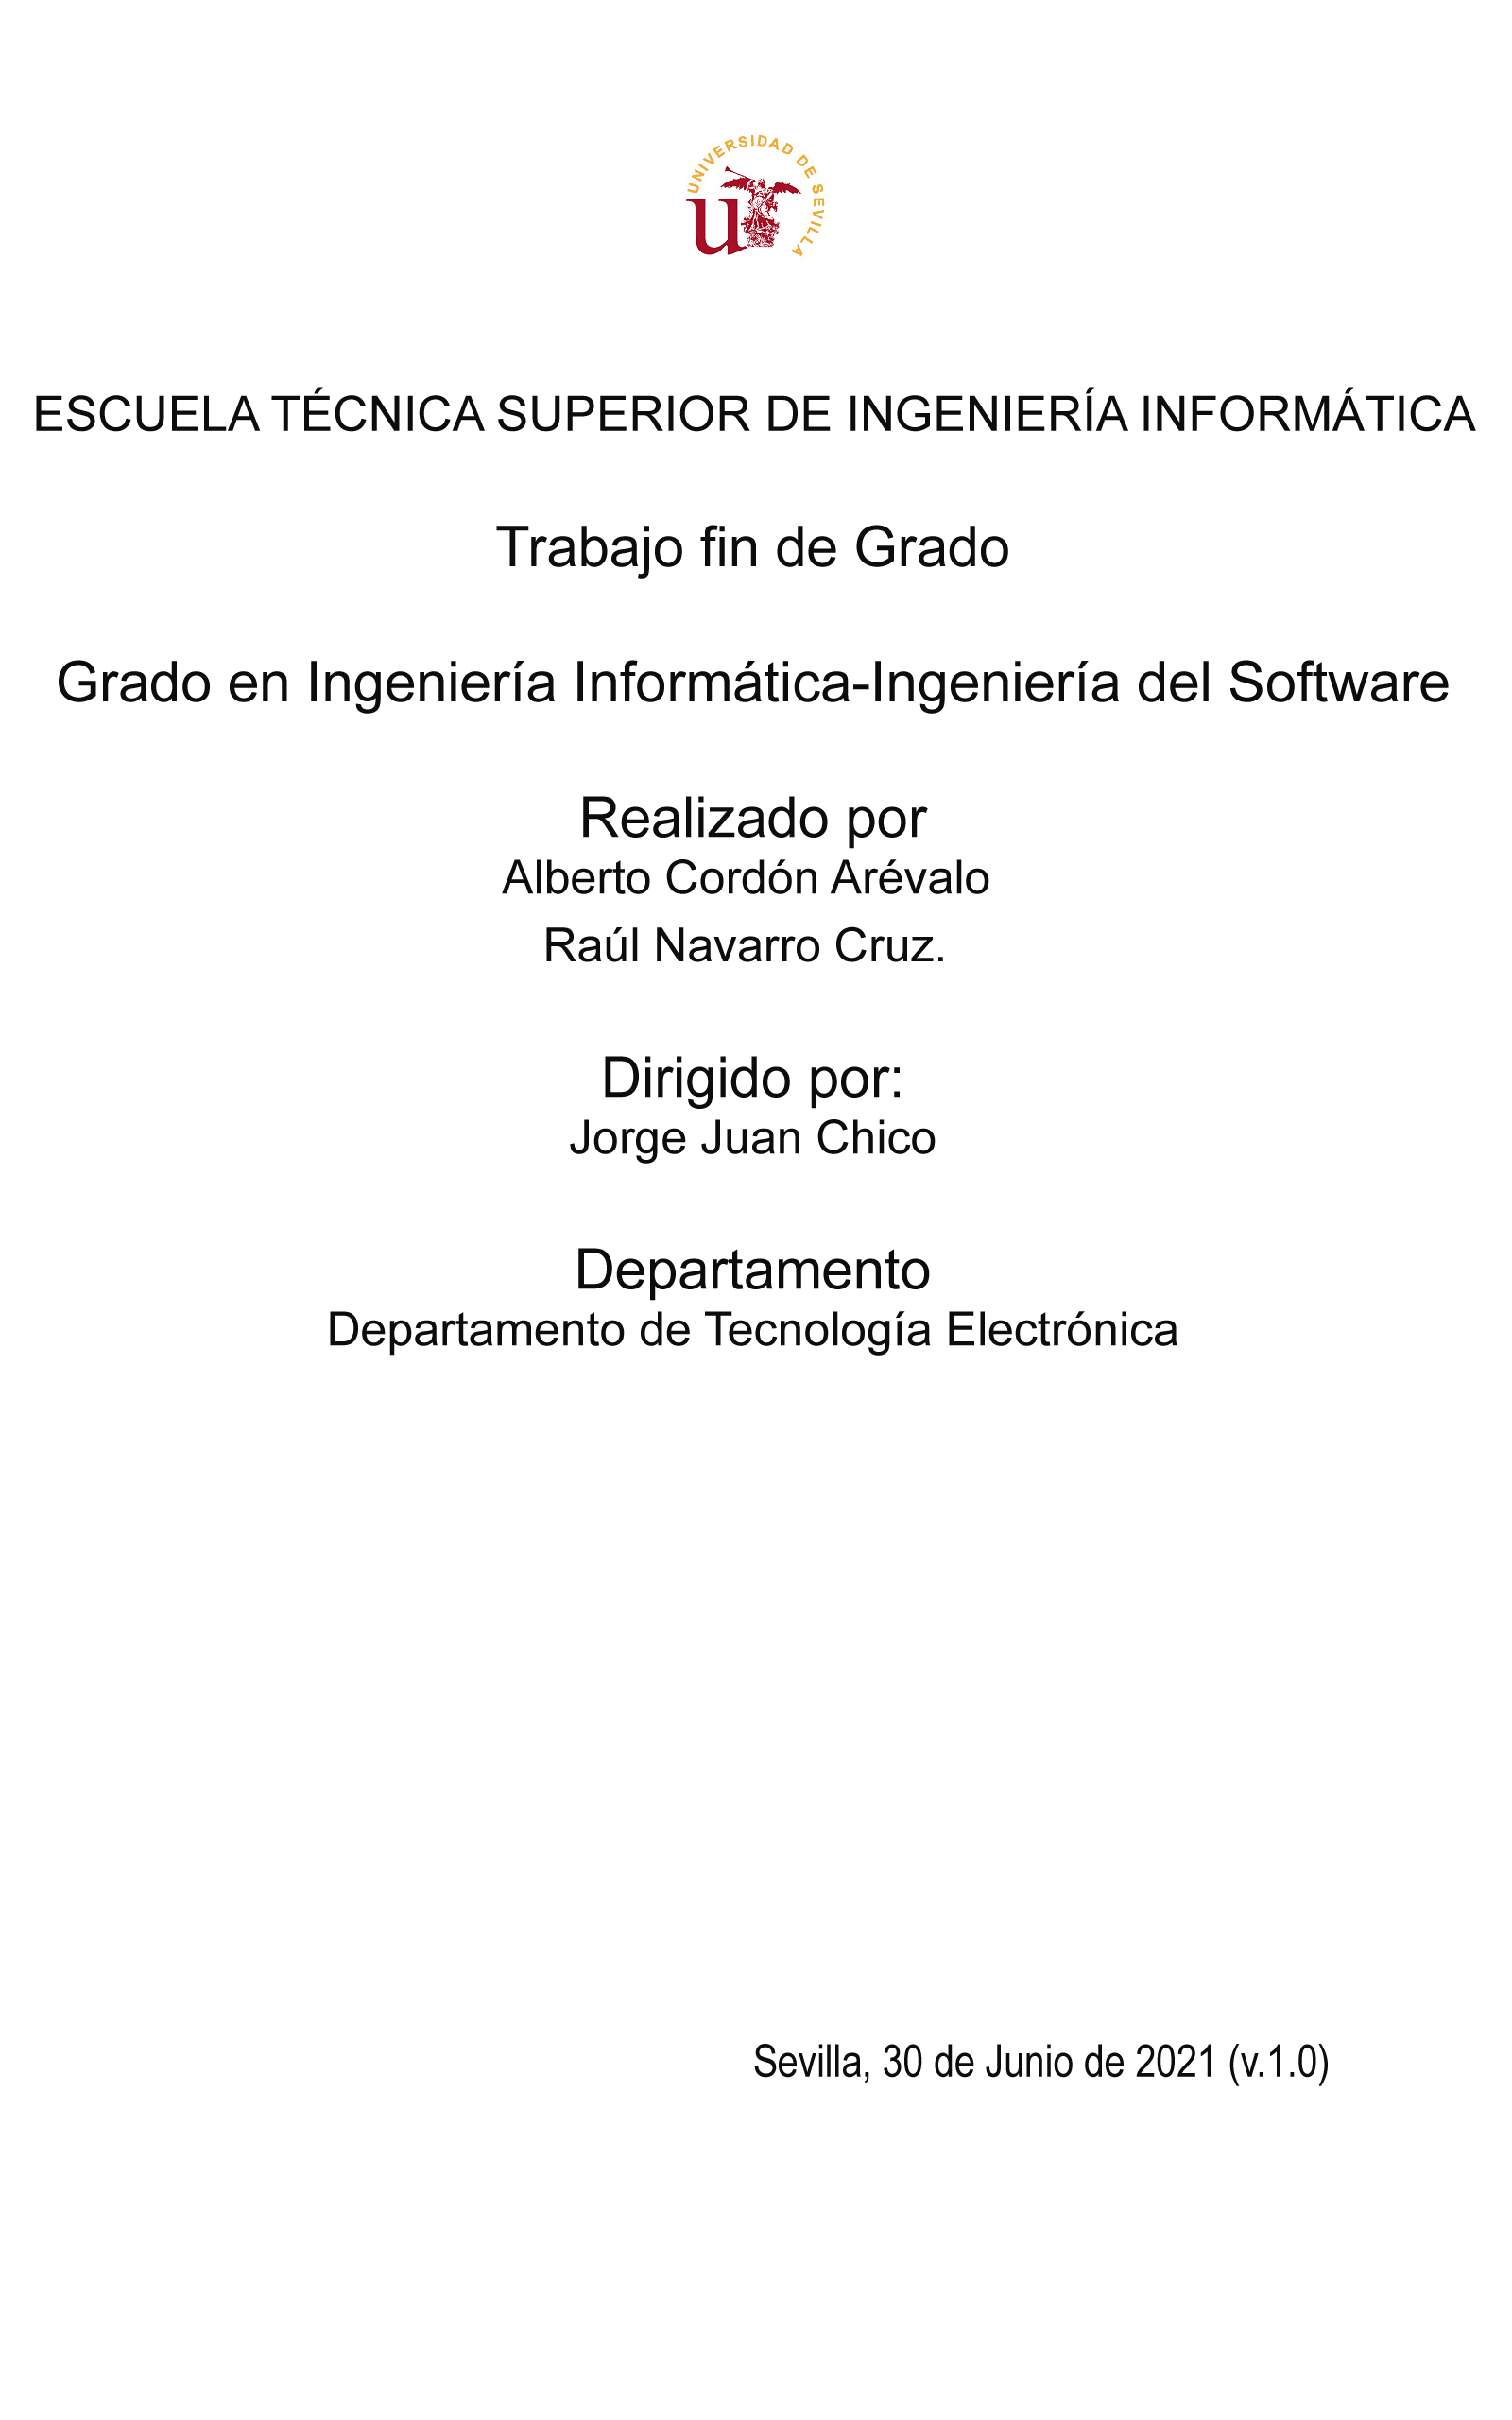 UNIVERSIDAD DE SEVILLA
u
ESCUELA TÉCNICA SUPERIOR DE INGENIERÍA INFORMÁTICA
Trabajo fin de Grado
Grado en Ingeniería Informática-Ingeniería del Software
Realizado por
Alberto Cordón Arévalo
Raúl Navarro Cruz.
Dirigido por:
Jorge Juan Chico
Departamento
Departamento de Tecnología Electrónica
Sevilla, 30 de Junio de 2021 (v.1.0)